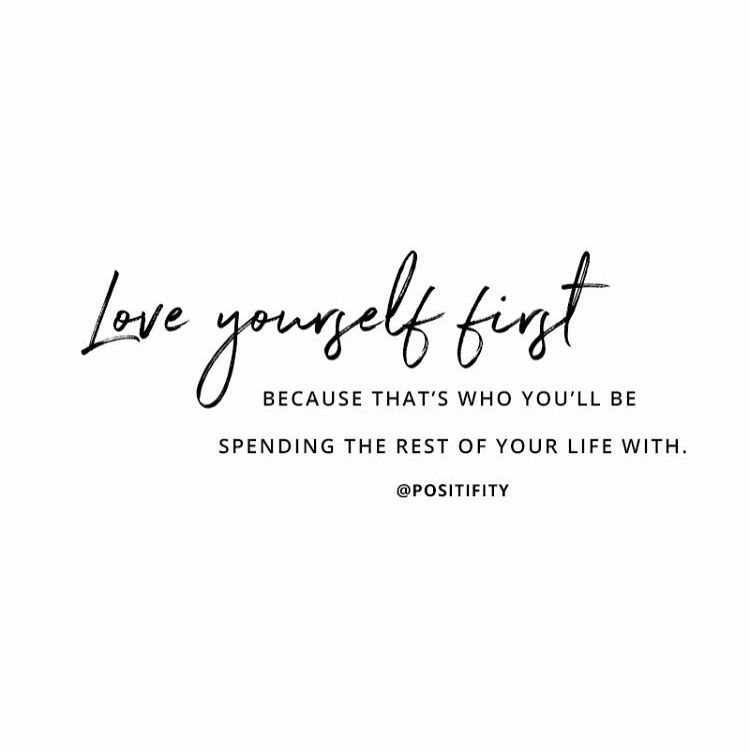 Love yourself first
BECAUSE THAT’S WHO YOU’LL BE
SPENDING THE REST OF YOUR LIFE WITH.
@POSITIFITY